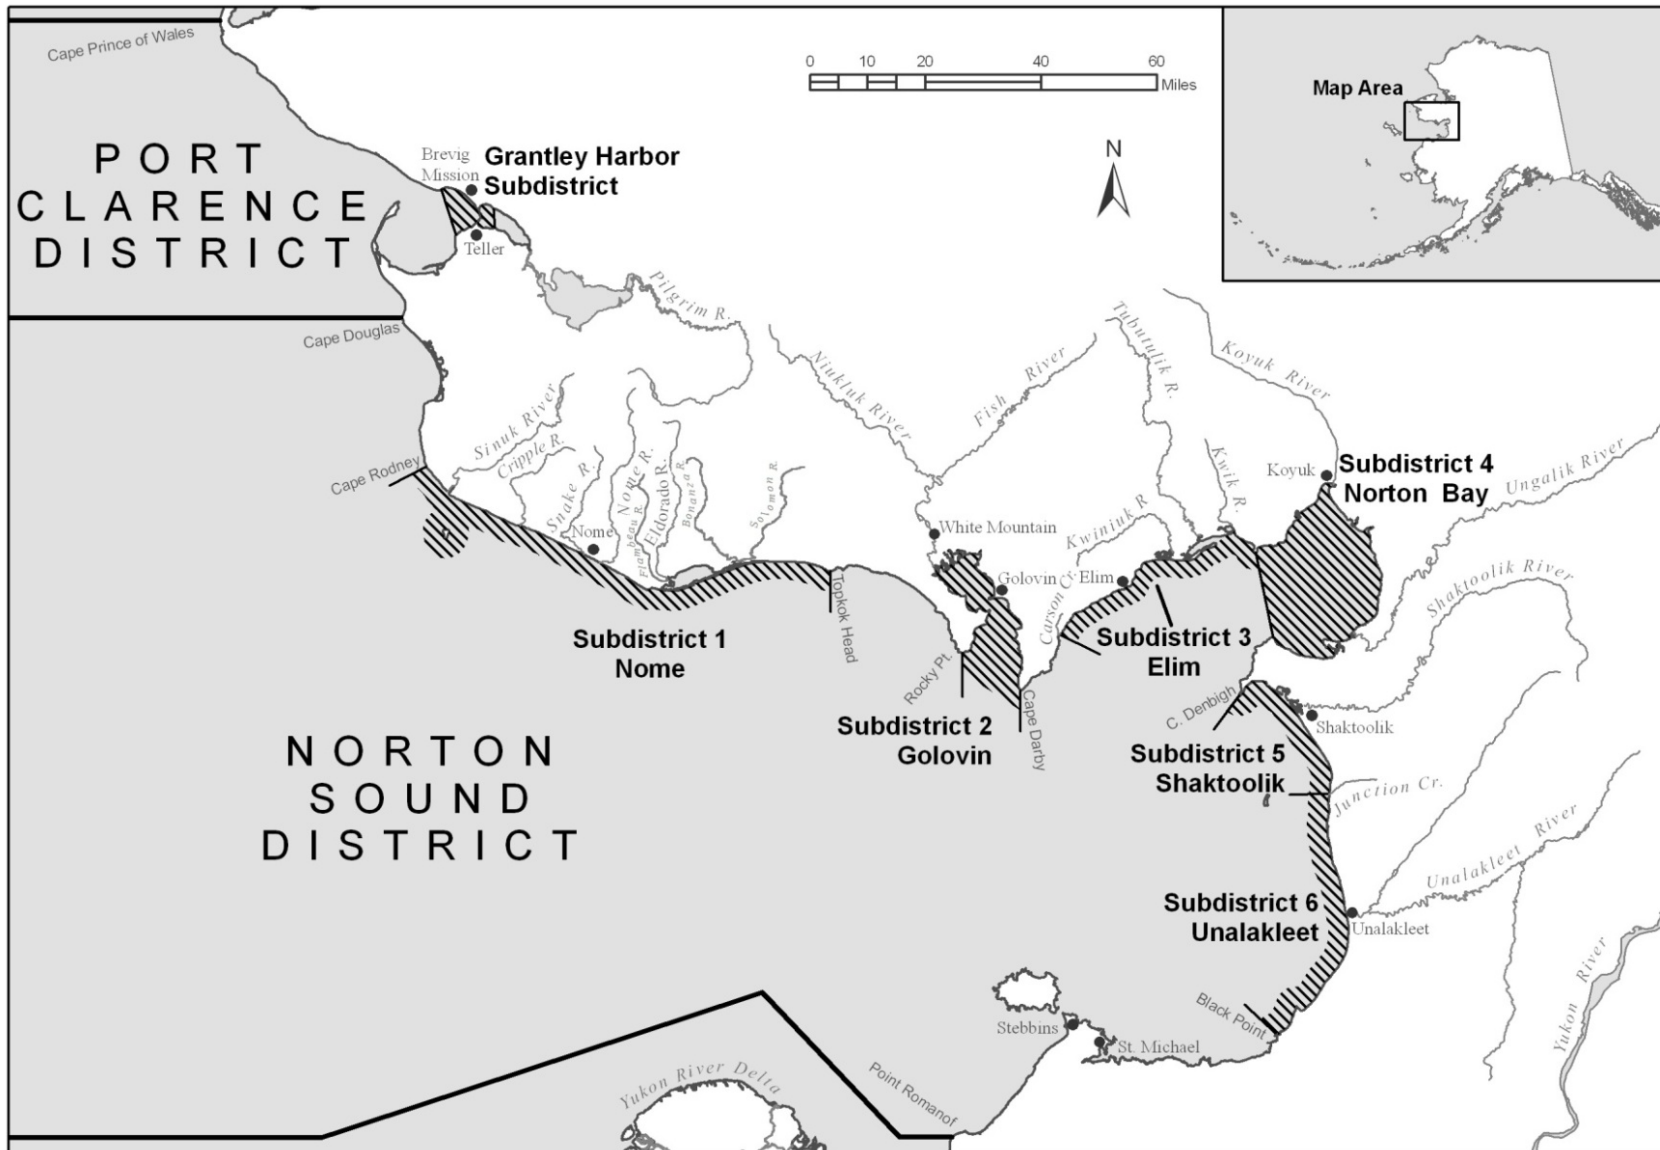 Cape Prince of Wales
PORT
CLARENCE
DISTRICT
Brevig
Mission
Grantley Harbor
Subdistrict
Teller
0 10 20 40 60
Miles
N
Map Area
Cape Douglas
Pilgrim R.
Niukluk River
Fish River
Tubutulik R.
Koyuk River
Sinuk River
Cripple R.
Cape Rodney
Snake R.
Nome R.
Flambeau R.
Eldorado R.
Bonanza R.
Solomon R.
Nome
Kwik R.
Koyuk
Subdistrict 4
Norton Bay
Ungalik River
White Mountain
Kwiniuk R
Golovin
Elim
Carson Cr.
Shaktoolik River
Topkok Head
Subdistrict 1
Nome
Subdistrict 3
Elim
Rocky Pt.
Cape Darby
C. Denbigh
Subdistrict 2
Golovin
Shaktoolik
Subdistrict 5
Shaktoolik
Junction Cr.
NORTON
SOUND
DISTRICT
Unalakleet River
Subdistrict 6
Unalakleet
Unalakleet
Yukon River
Black Point
Stebbins
St. Michael
Point Romanof
Yukon River Delta